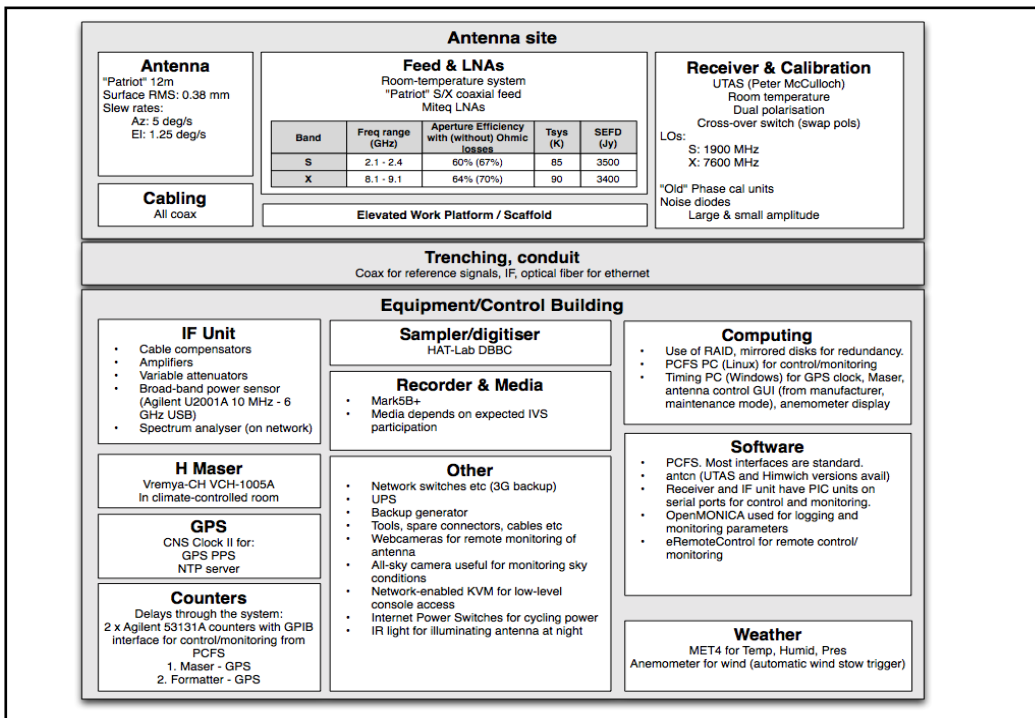 Antenna site
Antenna
"Patriot" 12m
Surface RMS: 0.38 mm
Slew rates:
Az: 5 deg/s
El: 1.25 deg/s
Cabling
All coax
Feed & LNAs
Room-temperature system
"Patriot" S/X coaxial feed
Miteq LNAs
Band Freq range (GHz) Aperture Efficiency with (without) Ohmic losses Tsys (K) SEFD (Jy)
S 2.1 - 2.4 60% (67%) 85 3500
X 8.1 - 9.1 64% (70%) 90 3400
Elevated Work Platform / Scaffold
Receiver & Calibration
UTAS (Peter McCulloch)
Room temperature
Dual polarisation
Cross-over switch (swap pols)
LOs:
S: 1900 MHz
X: 7600 MHz
"Old" Phase cal units
Noise diodes
Large & small amplitude
Trenching, conduit
Coax for reference signals, IF, optical fiber for ethernet
Equipment/Control Building
IF Unit
• Cable compensators
• Amplifiers
• Variable attenuators
• Broad-band power sensor
(Agilent U2001A 10 MHz - 6
GHz USB)
• Spectrum analyser (on network)
H Maser
Vremya-CH VCH-1005A
In climate-controlled room
GPS
CNS Clock II for:
GPS PPS
NTP server
Counters
Delays through the system:
2 x Agilent 53131A counters with GPIB
interface for control/monitoring from
PCFS
1. Maser - GPS
2. Formatter - GPS
Sampler/digitiser
HAT-Lab DBBC
Recorder & Media
• Mark5B+
• Media depends on expected IVS
participation
Other
• Network switches etc (3G backup)
• UPS
• Backup generator
• Tools, spare connectors, cables etc
• Webcameras for remote monitoring of
antenna
• All-sky camera useful for monitoring sky
conditions
• Network-enabled KVM for low-level
console access
• Internet Power Switches for cycling power
• IR light for illuminating antenna at night
Computing
• Use of RAID, mirrored disks for redundancy.
• PCFS PC (Linux) for control/monitoring
• Timing PC (Windows) for GPS clock, Maser,
antenna control GUI (from manufacturer,
maintenance mode), anemometer display
Software
• PCFS. Most interfaces are standard.
• antcn (UTAS and Himwich versions avail)
• Receiver and IF unit have PIC units on
serial ports for control and monitoring.
• OpenMONICA used for logging and
monitoring parameters
• eRemoteControl for remote control/
monitoring
Weather
MET4 for Temp, Humid, Pres
Anemometer for wind (automatic wind stow trigger)